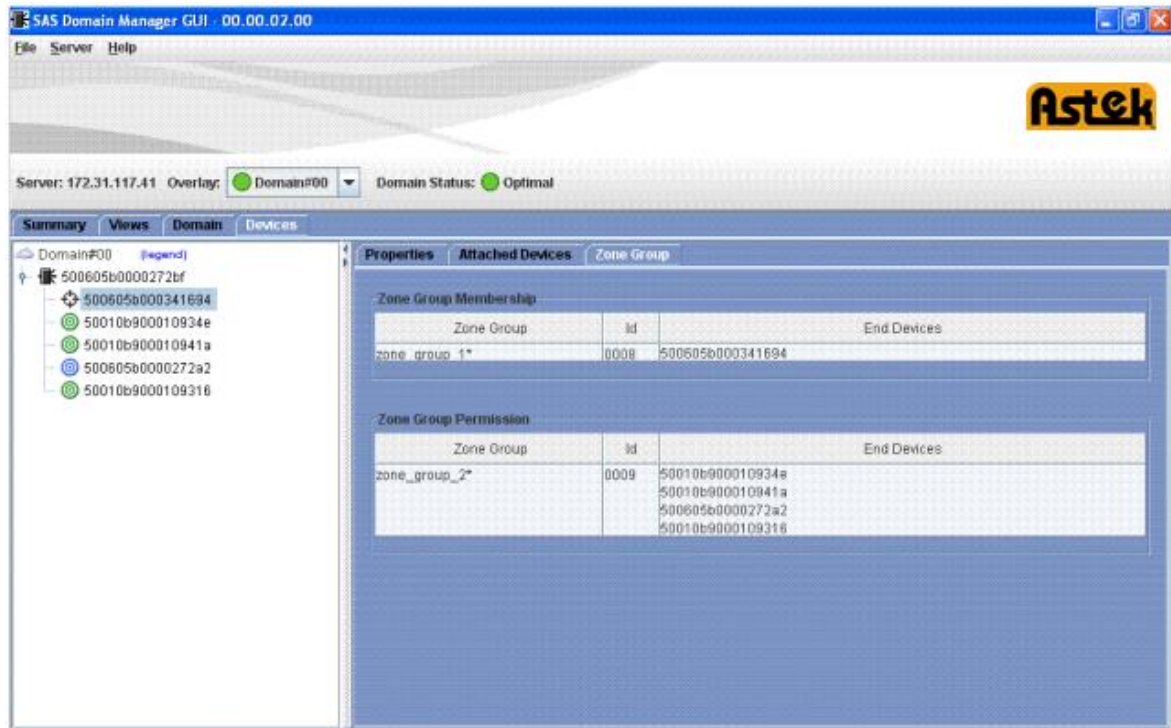 SAS Domain Manager GUI - 00.00.02.00
File Server Help
Astek
Server: 172.31.117.41 Overlay: Domain#00 Domain Status: Optimal
Summary Views Domain Devices
Domain#00 (legend)
500605b0000272bf
500605b000341694
50010b900010934e
50010b900010941a
500605b0000272a2
50010b9000109316
Properties Attached Devices Zone Group
Zone Group Membership
Zone Group Id End Devices
zone_group_1* 0008 500605b000341694
Zone Group Permission
Zone Group Id End Devices
zone_group_2* 0009 50010b900010934e
50010b900010941a
500605b0000272a2
50010b9000109316